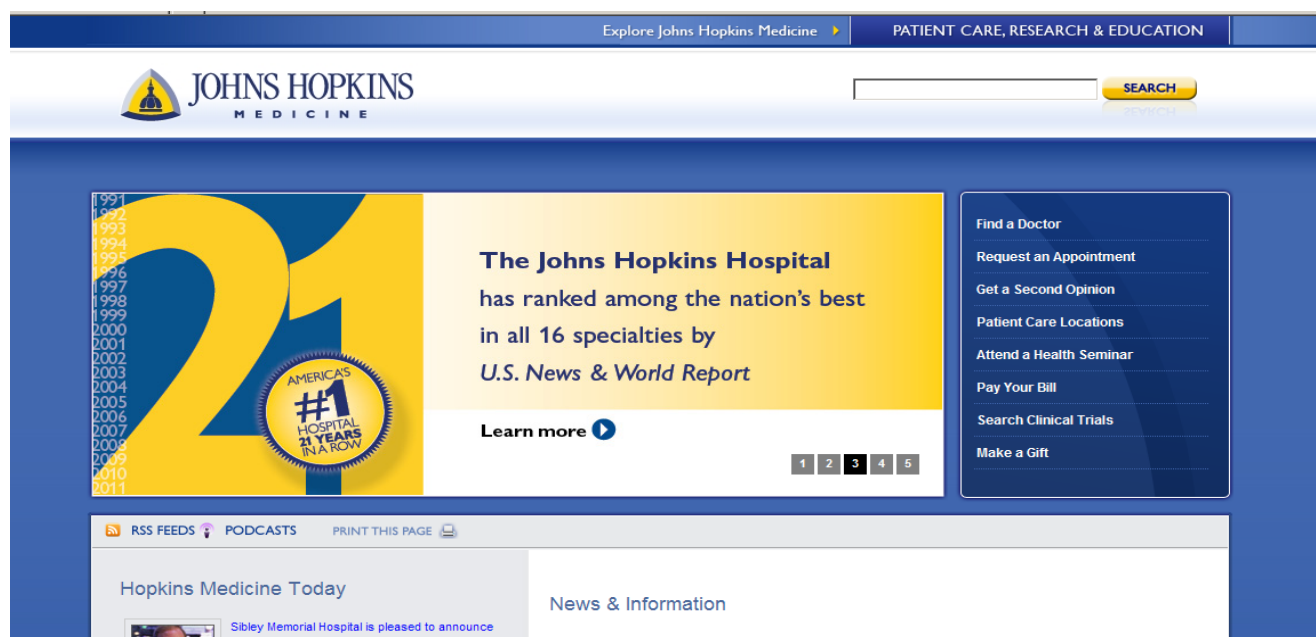 Explore Johns Hopkins Medicine
PATIENT CARE, RESEARCH & EDUCATION
JOHNS HOPKINS
MEDICINE
SEARCH
1991
1992
1993
1994
1995
1996
1997
1998
1999
2000
2001
2002
2003
2004
2005
2006
2007
2008
2009
2010
2011
21
AMERICA'S
#1
HOSPITAL
21 YEARS
IN A ROW
The Johns Hopkins Hospital
has ranked among the nation's best
in all 16 specialties by
U.S. News & World Report
Learn more
1 2 3 4 5
Find a Doctor
Request an Appointment
Get a Second Opinion
Patient Care Locations
Attend a Health Seminar
Pay Your Bill
Search Clinical Trials
Make a Gift
RSS FEEDS PODCASTS PRINT THIS PAGE
Hopkins Medicine Today
Sibley Memorial Hospital is pleased to announce
News & Information